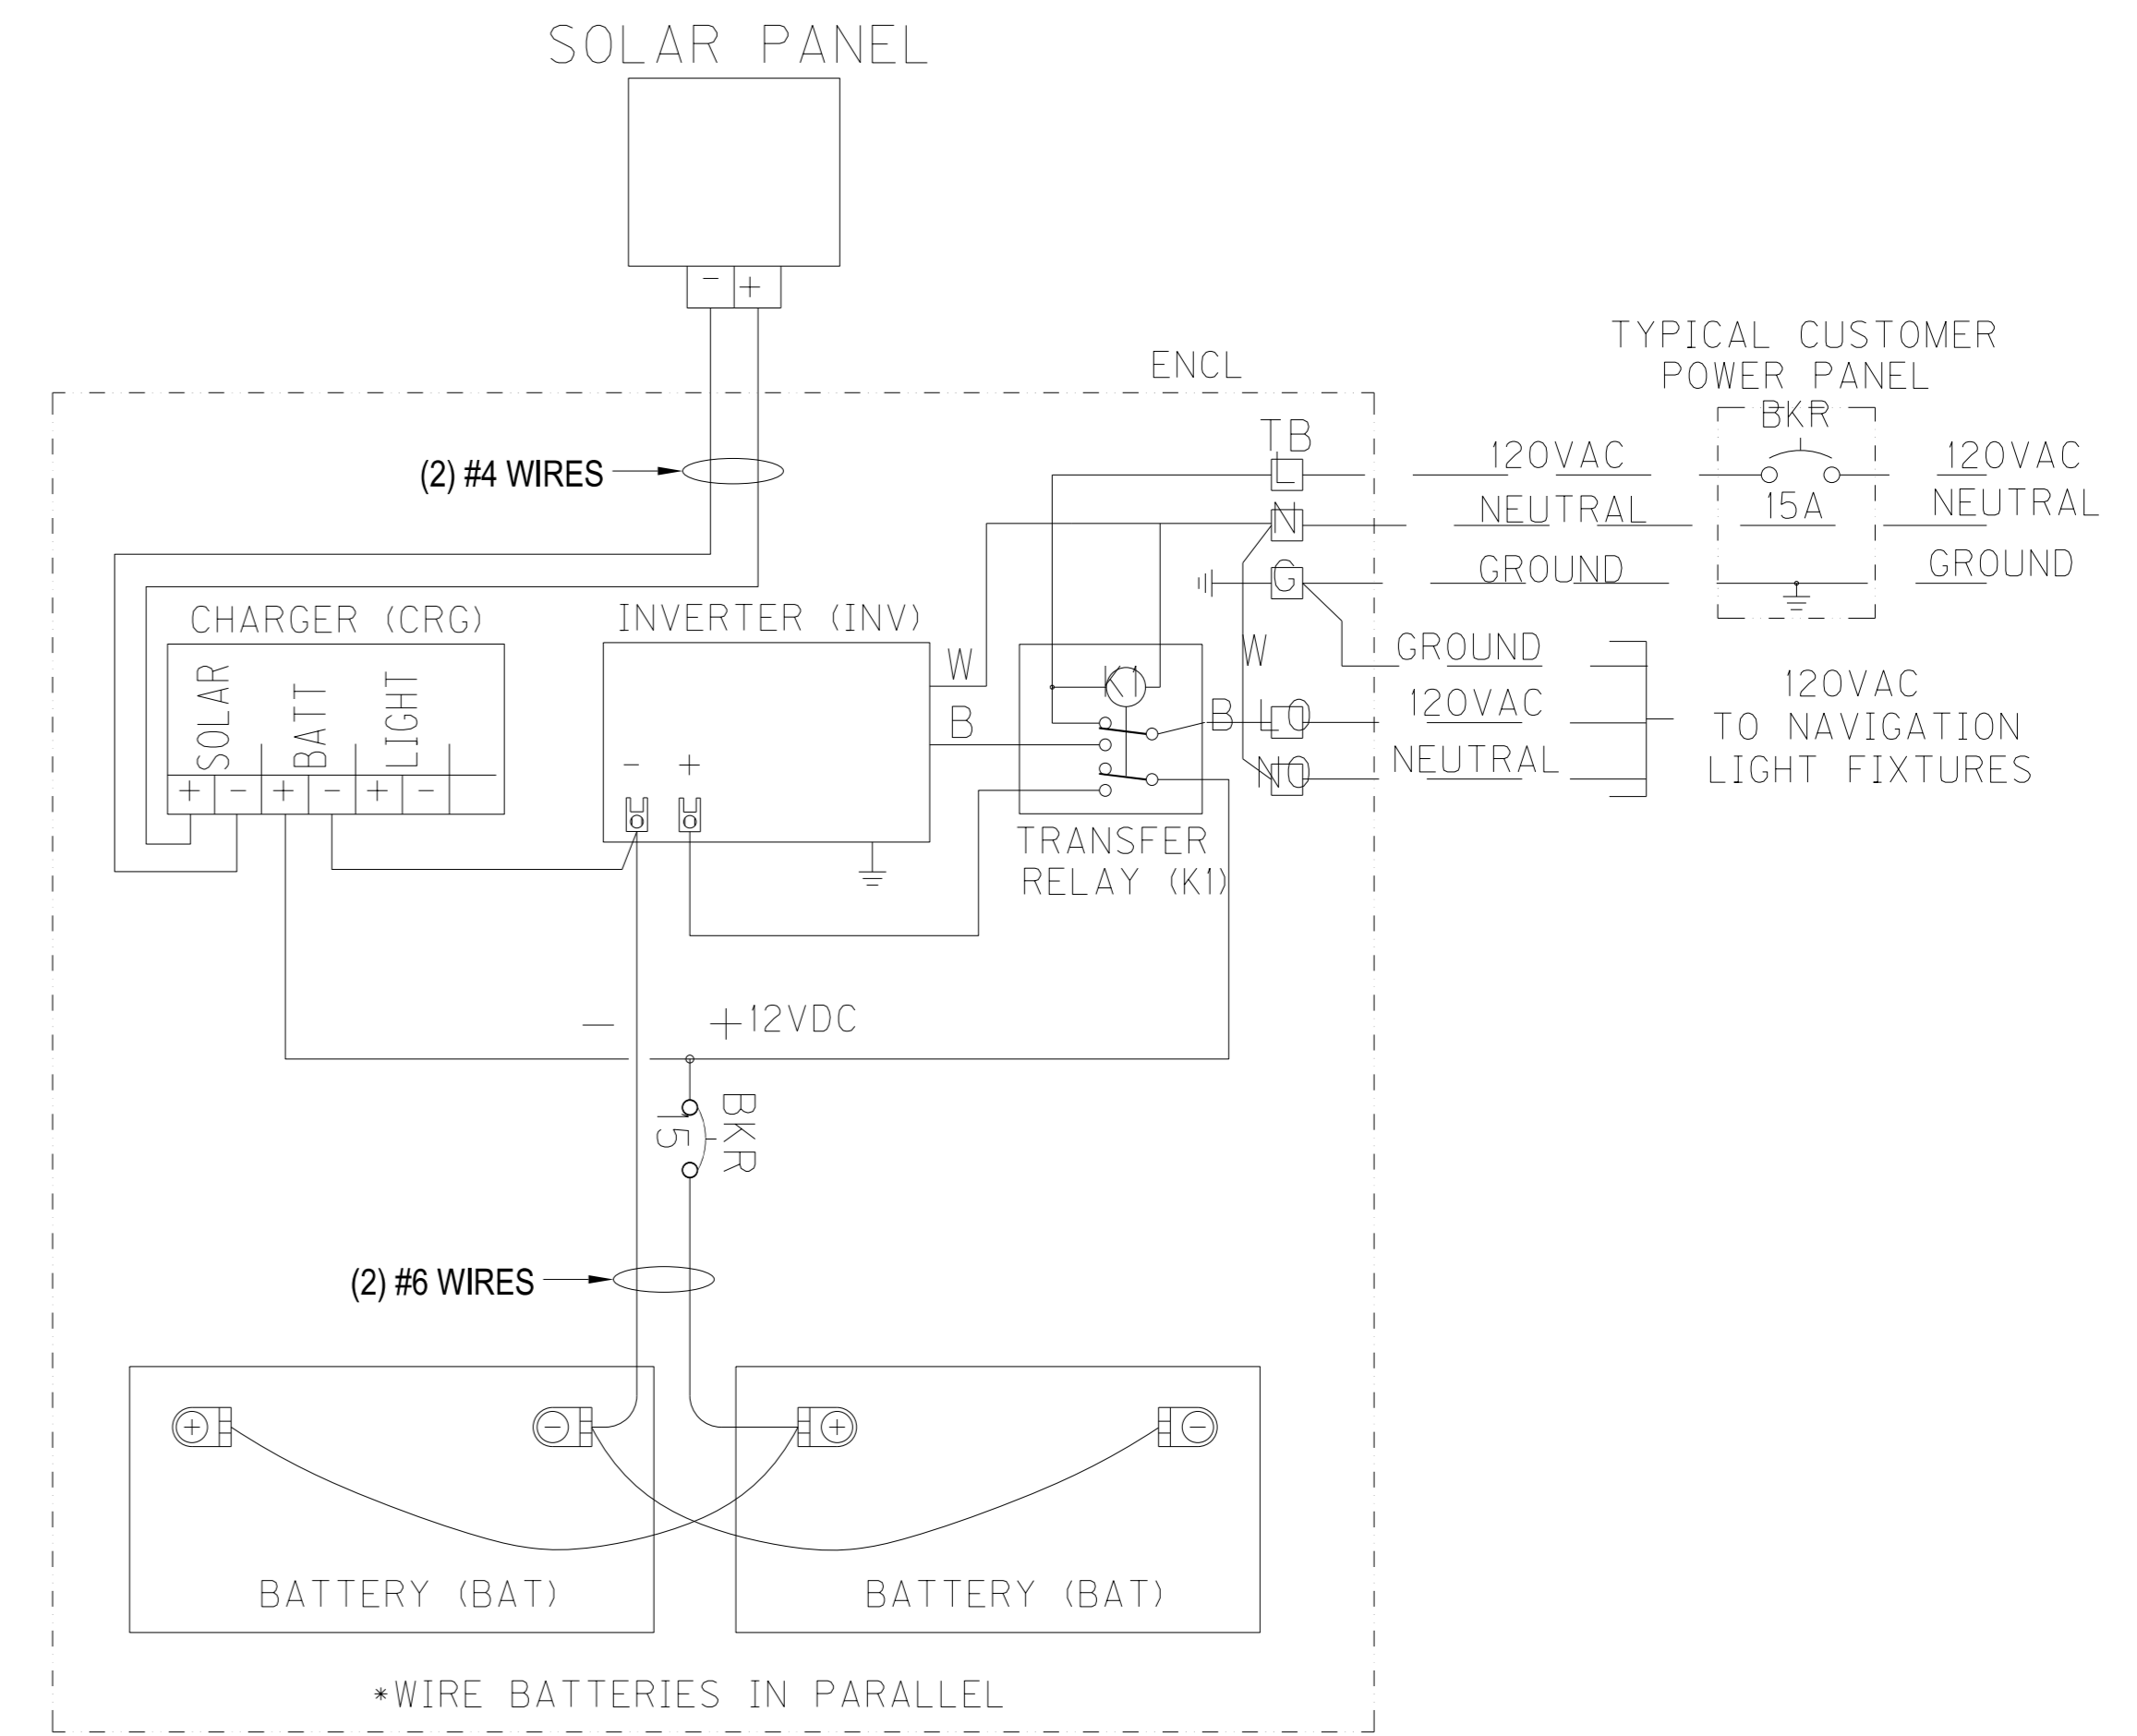 SOLAR PANEL
- +
ENCL
TYPICAL CUSTOMER
POWER PANEL
BKR
15A
120VAC
NEUTRAL
GROUND
120VAC
NEUTRAL
GROUND
TB
L
N
G
(2) #4 WIRES
CHARGER (CRG)
SOLAR
BATT
LIGHT
+ - + - + -
INVERTER (INV)
W
B
- +
K1
TRANSFER
RELAY (K1)
W
B
LO
NO
GROUND
120VAC
NEUTRAL
120VAC
TO NAVIGATION
LIGHT FIXTURES
- +12VDC
BKR
15
(2) #6 WIRES
+ -
+ -
BATTERY (BAT)
BATTERY (BAT)
*WIRE BATTERIES IN PARALLEL